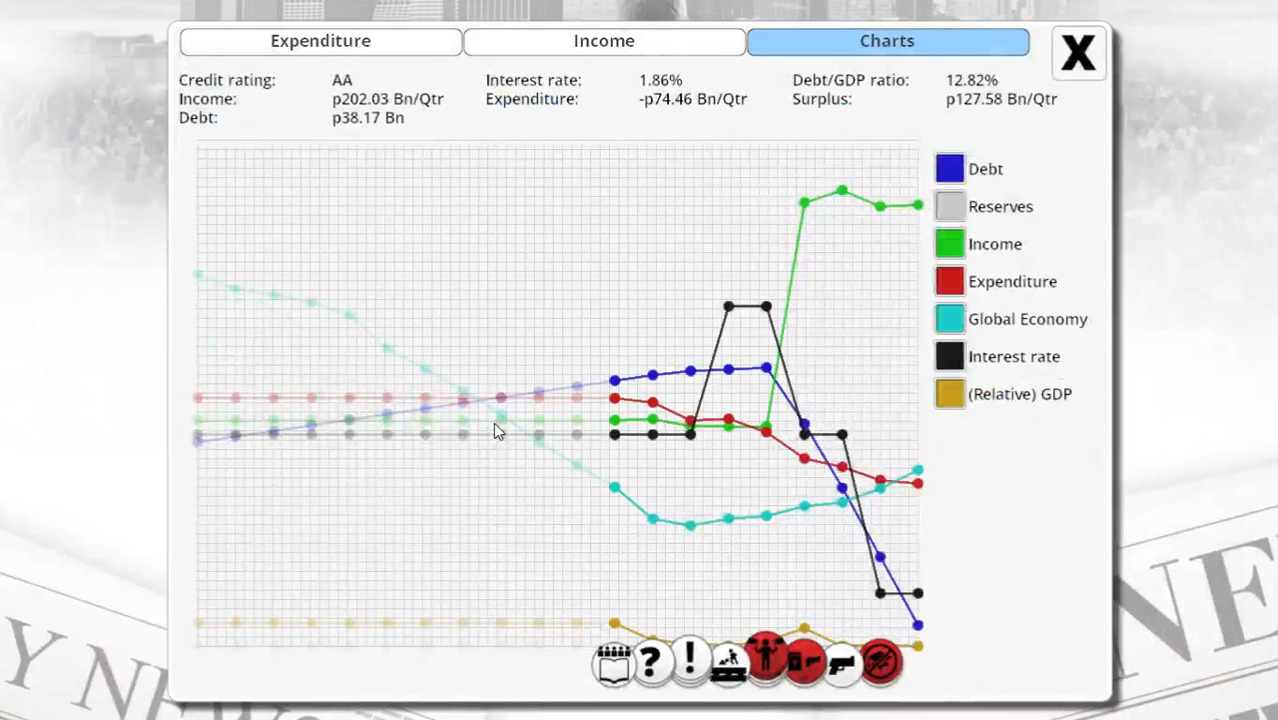 Expenditure
Income
Charts
X
Credit rating: AA
Interest rate: 1.86%
Debt/GDP ratio: 12.82%
Income: p202.03 Bn/Qtr
Expenditure: -p74.46 Bn/Qtr
Surplus: p127.58 Bn/Qtr
Debt: p38.17 Bn
Debt
Reserves
Income
Expenditure
Global Economy
Interest rate
(Relative) GDP
? !
Y NEW
NE